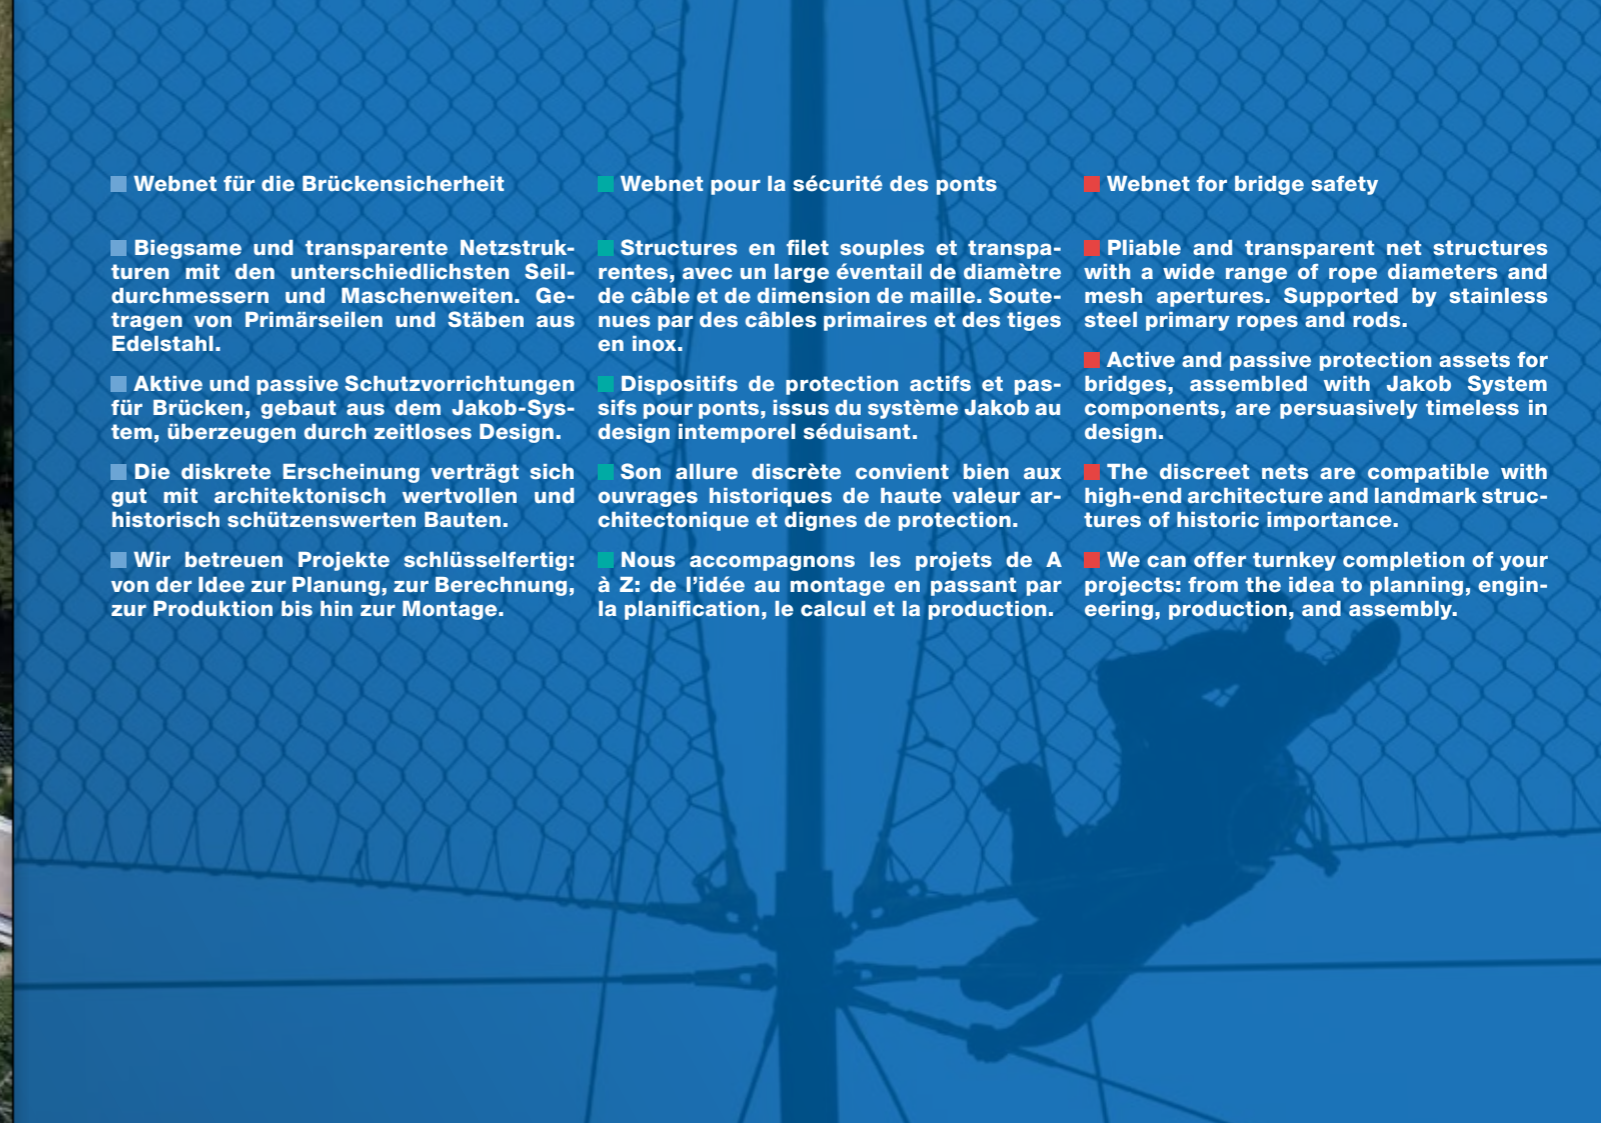 Webnet für die Brückensicherheit
Biegsame und transparente Netzstruk-
turen mit den unterschiedlichsten Seil-
durchmessern und Maschenweiten. Ge-
tragen von Primärseilen und Stäben aus
Edelstahl.
Aktive und passive Schutzvorrichtungen
für Brücken, gebaut aus dem Jakob-Sys-
tem, überzeugen durch zeitloses Design.
Die diskrete Erscheinung verträgt sich
gut mit architektonisch wertvollen und
historisch schützenswerten Bauten.
Wir betreuen Projekte schlüsselfertig:
von der Idee zur Planung, zur Berechnung,
zur Produktion bis hin zur Montage.
Webnet pour la sécurité des ponts
Structures en filet souples et transpa-
rentes, avec un large éventail de diamètre
de câble et de dimension de maille. Soute-
nues par des câbles primaires et des tiges
en inox.
Dispositifs de protection actifs et pas-
sifs pour ponts, issus du système Jakob au
design intemporel séduisant.
Son allure discrète convient bien aux
ouvrages historiques de haute valeur ar-
chitectonique et dignes de protection.
Nous accompagnons les projets de A
à Z: de l'idée au montage en passant par
la planification, le calcul et la production.
Webnet for bridge safety
Pliable and transparent net structures
with a wide range of rope diameters and
mesh apertures. Supported by stainless
steel primary ropes and rods.
Active and passive protection assets for
bridges, assembled with Jakob System
components, are persuasively timeless in
design.
The discreet nets are compatible with
high-end architecture and landmark struc-
tures of historic importance.
We can offer turnkey completion of your
projects: from the idea to planning, engin-
eering, production, and assembly.